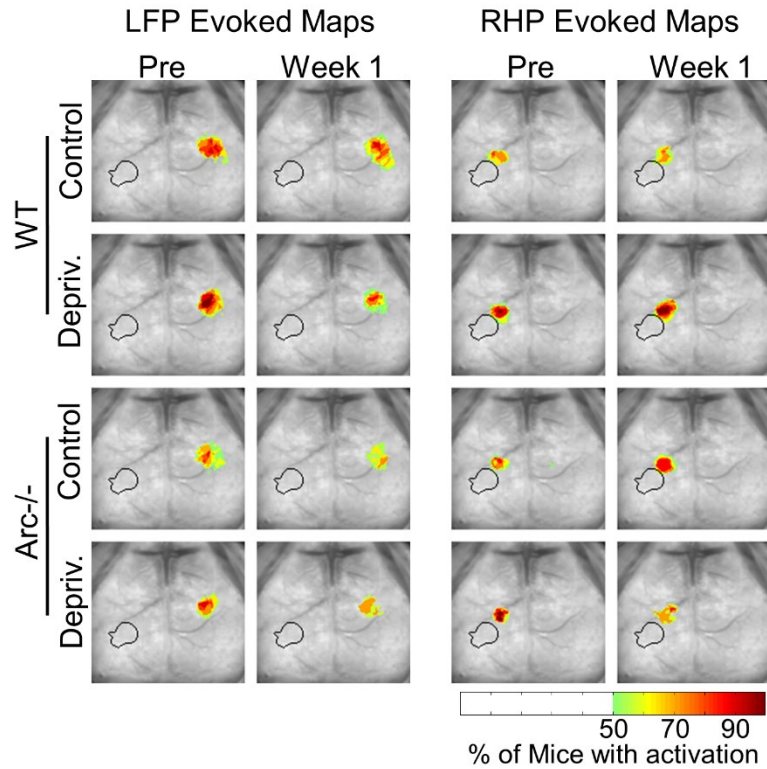 LFP Evoked Maps RHP Evoked Maps
Pre Week 1 Pre Week 1
WT
Control
Depriv.
Arc-/-
Control
Depriv.
50 70 90
% of Mice with activation